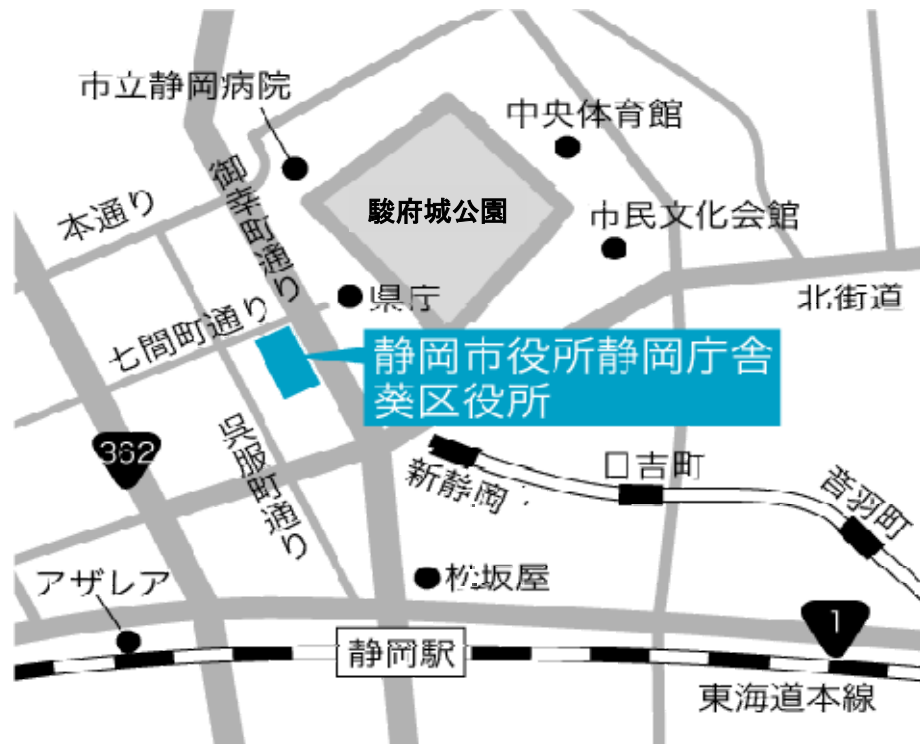 市立静岡病院
中央体育館
御幸町通り
駿府城公園
本通り
市民文化会館
県庁
北街道
七間町通り
静岡市役所静岡庁舎
葵区役所
362
呉服町通り
新静岡
日吉町
音羽町
アザレア
松坂屋
1
静岡駅
東海道本線